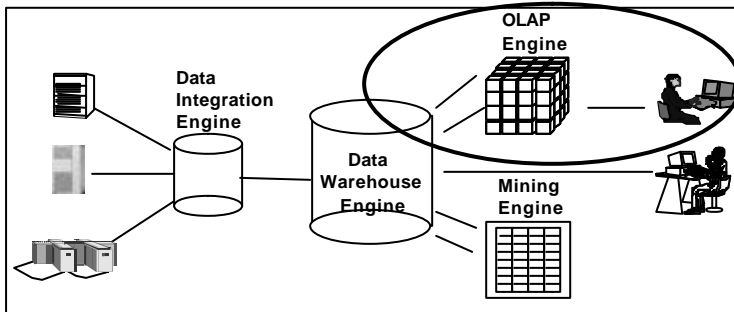 OLAP
Engine
Data
Integration
Engine
Data
Warehouse
Engine
Mining
Engine